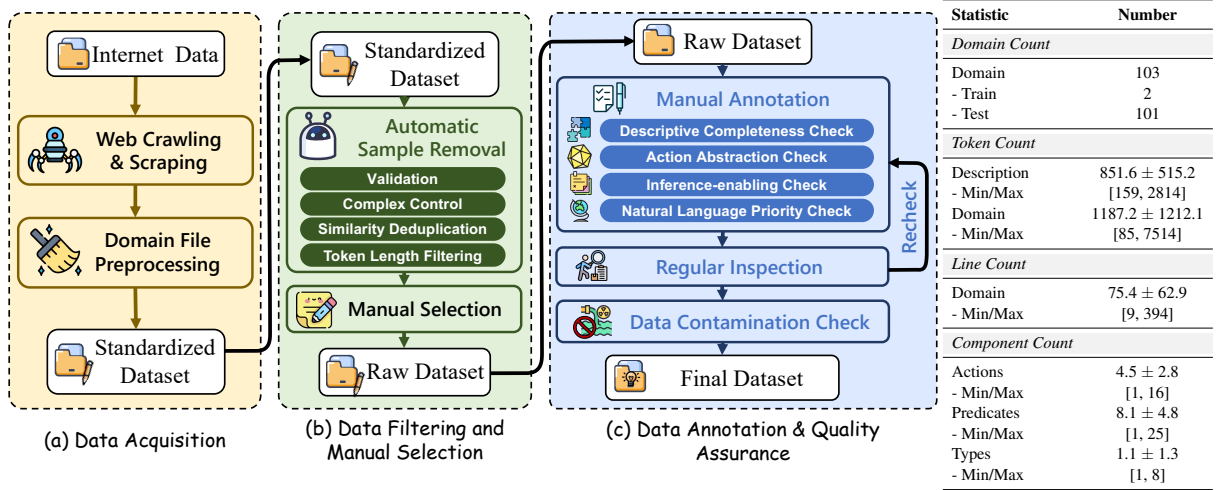 Internet Data
Web Crawling
& Scraping
Domain File
Preprocessing
Standardized
Dataset
(a) Data Acquisition
Standardized
Dataset
Automatic
Sample Removal
Validation
Complex Control
Similarity Deduplication
Token Length Filtering
Manual Selection
Raw Dataset
(b) Data Filtering and
Manual Selection
Raw Dataset
Manual Annotation
Descriptive Completeness Check
Action Abstraction Check
Inference-enabling Check
Natural Language Priority Check
Recheck
Regular Inspection
Data Contamination Check
Final Dataset
(c) Data Annotation & Quality
Assurance
Statistic Number
Domain Count
Domain 103
- Train 2
- Test 101
Token Count
Description 851.6 ± 515.2
- Min/Max [159, 2814]
Domain 1187.2 ± 1212.1
- Min/Max [85, 7514]
Line Count
Domain 75.4 ± 62.9
- Min/Max [9, 394]
Component Count
Actions 4.5 ± 2.8
- Min/Max [1, 16]
Predicates 8.1 ± 4.8
- Min/Max [1, 25]
Types 1.1 ± 1.3
- Min/Max [1, 8]